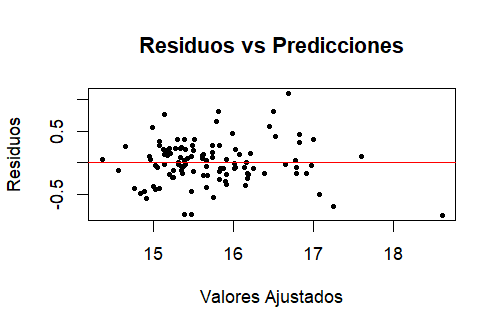 Residuos vs Predicciones
Residuos
0.5
-0.5
15 16 17 18
Valores Ajustados